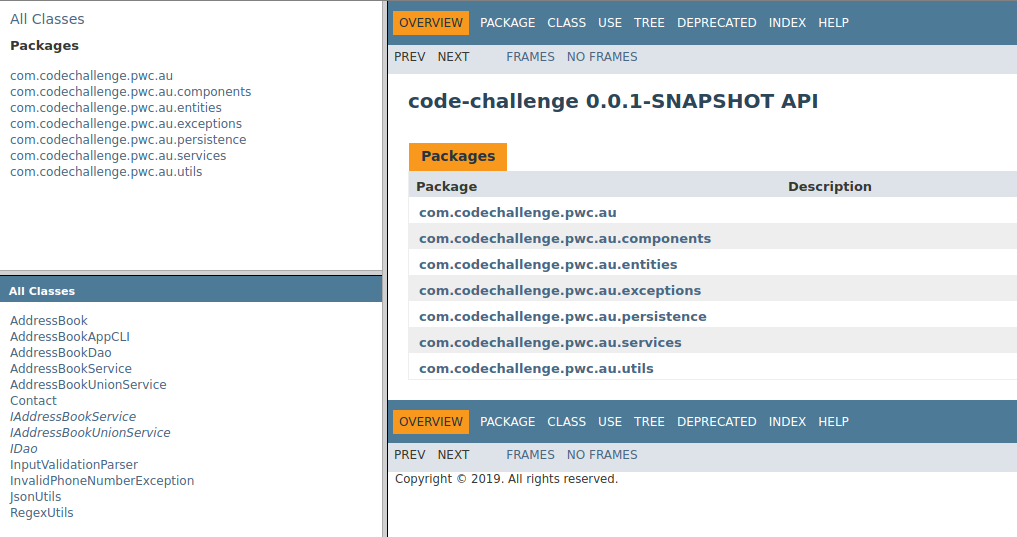 All Classes
Packages
com.codechallenge.pwc.au
com.codechallenge.pwc.au.components
com.codechallenge.pwc.au.entities
com.codechallenge.pwc.au.exceptions
com.codechallenge.pwc.au.persistence
com.codechallenge.pwc.au.services
com.codechallenge.pwc.au.utils
All Classes
AddressBook
AddressBookAppCLI
AddressBookDao
AddressBookService
AddressBookUnionService
Contact
IAddressBookService
IAddressBookUnionService
IDao
InputValidationParser
InvalidPhoneNumberException
JsonUtils
RegexUtils
OVERVIEW PACKAGE CLASS USE TREE DEPRECATED INDEX HELP
PREV NEXT FRAMES NO FRAMES
code-challenge 0.0.1-SNAPSHOT API
Packages
Package Description
com.codechallenge.pwc.au
com.codechallenge.pwc.au.components
com.codechallenge.pwc.au.entities
com.codechallenge.pwc.au.exceptions
com.codechallenge.pwc.au.persistence
com.codechallenge.pwc.au.services
com.codechallenge.pwc.au.utils
OVERVIEW PACKAGE CLASS USE TREE DEPRECATED INDEX HELP
PREV NEXT FRAMES NO FRAMES
Copyright © 2019. All rights reserved.